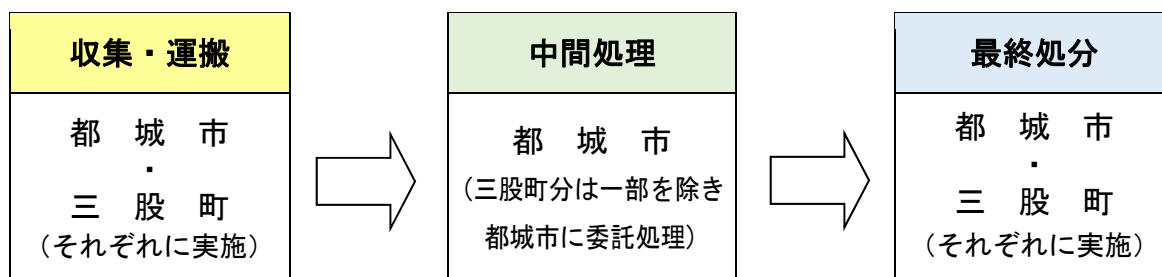 収集・運搬
都 城 市
・
三 股 町
（それぞれに実施）
中間処理
都 城 市
（三股町分は一部を除き
都城市に委託処理）
最終処分
都 城 市
・
三 股 町
（それぞれに実施）